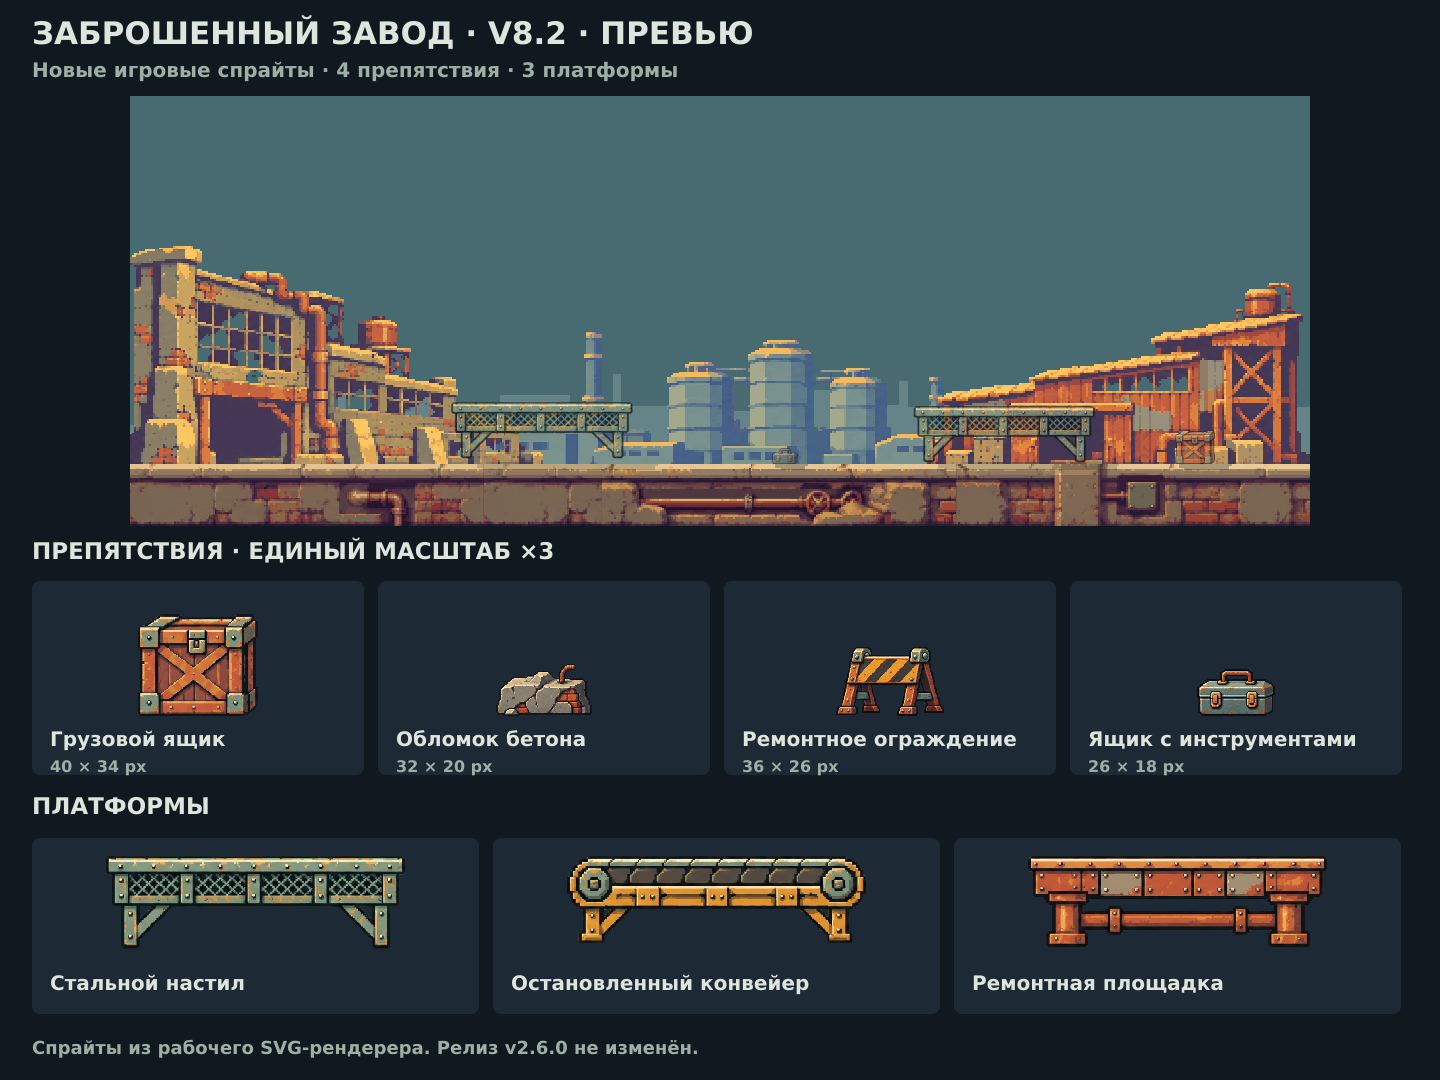 ЗАБРОШЕННЫЙ ЗАВОД · V8.2 · ПРЕВЬЮ
Новые игровые спрайты · 4 препятствия · 3 платформы
ПРЕПЯТСТВИЯ · ЕДИНЫЙ МАСШТАБ ×3
Грузовой ящик
40 × 34 px
Обломок бетона
32 × 20 px
Ремонтное ограждение
36 × 26 px
Ящик с инструментами
26 × 18 px
ПЛАТФОРМЫ
Стальной настил
Остановленный конвейер
Ремонтная площадка
Спрайты из рабочего SVG-рендерера. Релиз v2.6.0 не изменён.